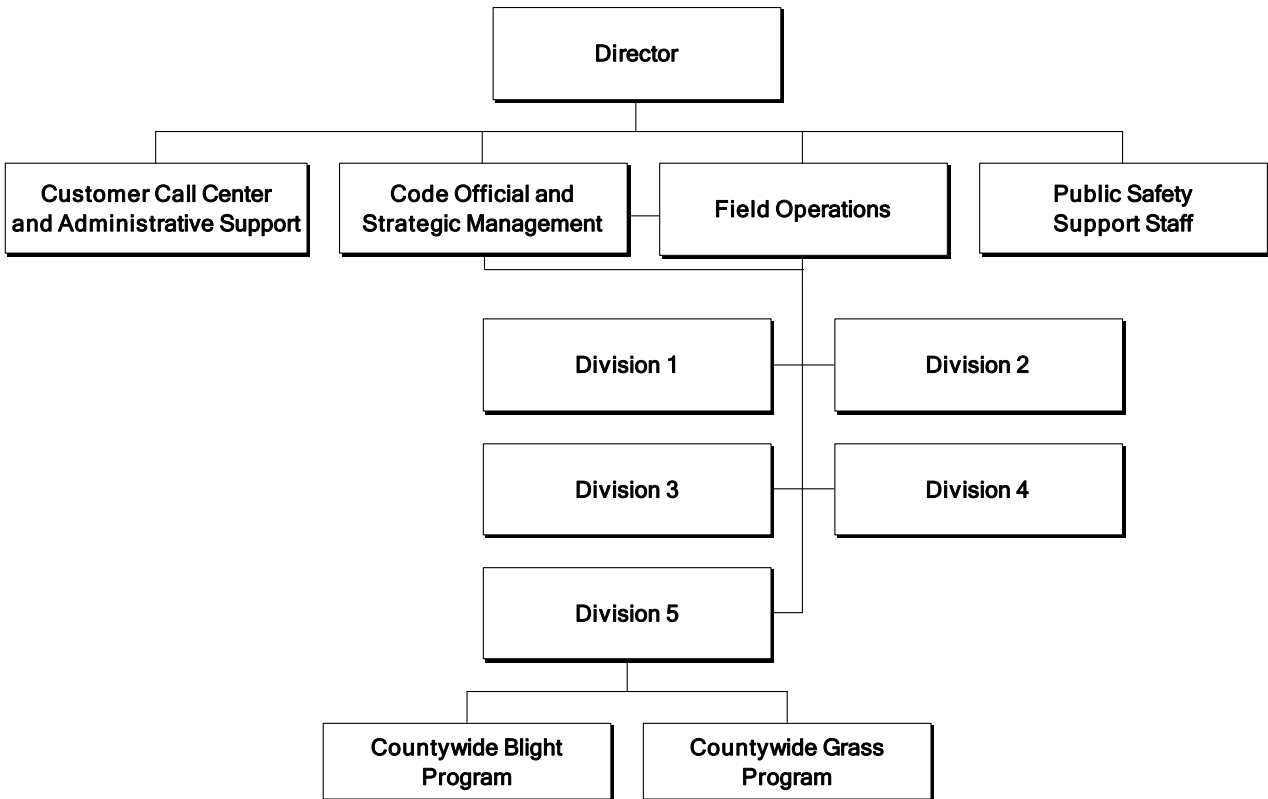 Director
Customer Call Center
and Administrative Support
Code Official and
Strategic Management
Field Operations
Public Safety
Support Staff
Division 1
Division 2
Division 3
Division 4
Division 5
Countywide Blight
Program
Countywide Grass
Program